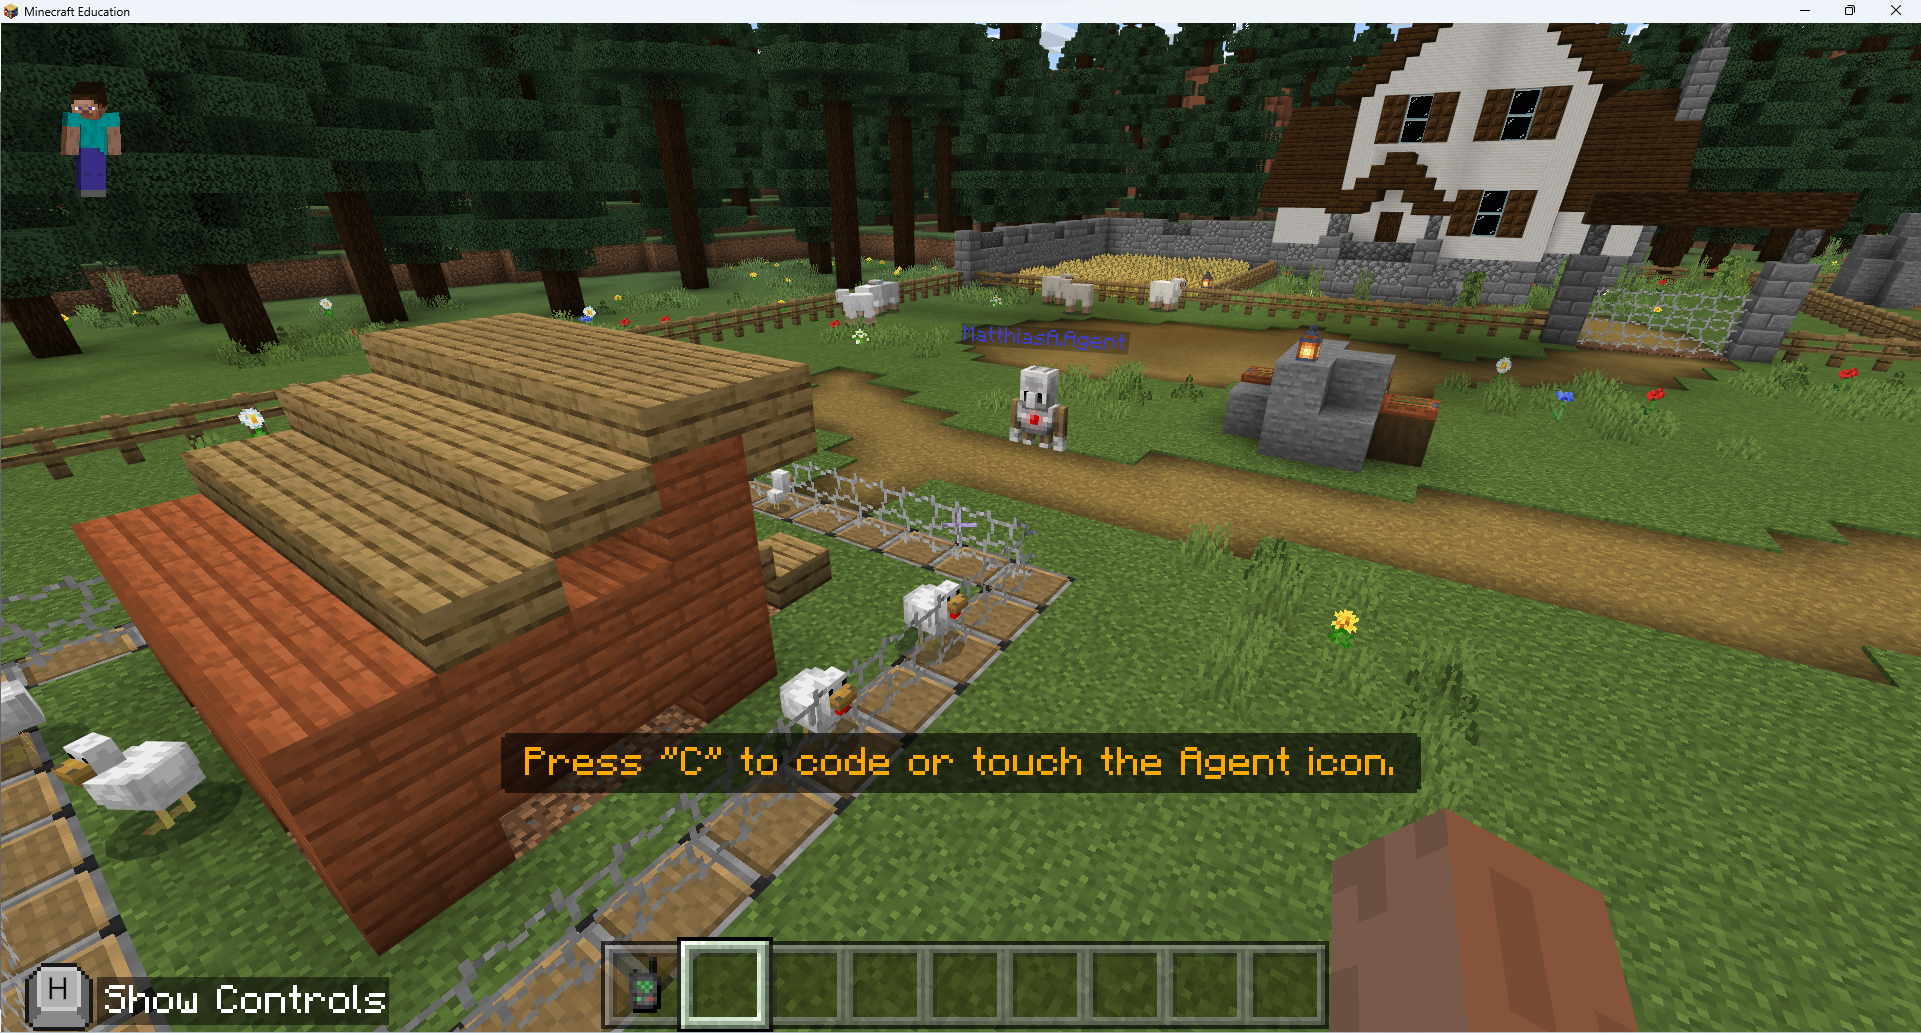 Minecraft Education
MatthiasA.Agent
Press "C" to code or touch the Agent icon.
H
Show Controls